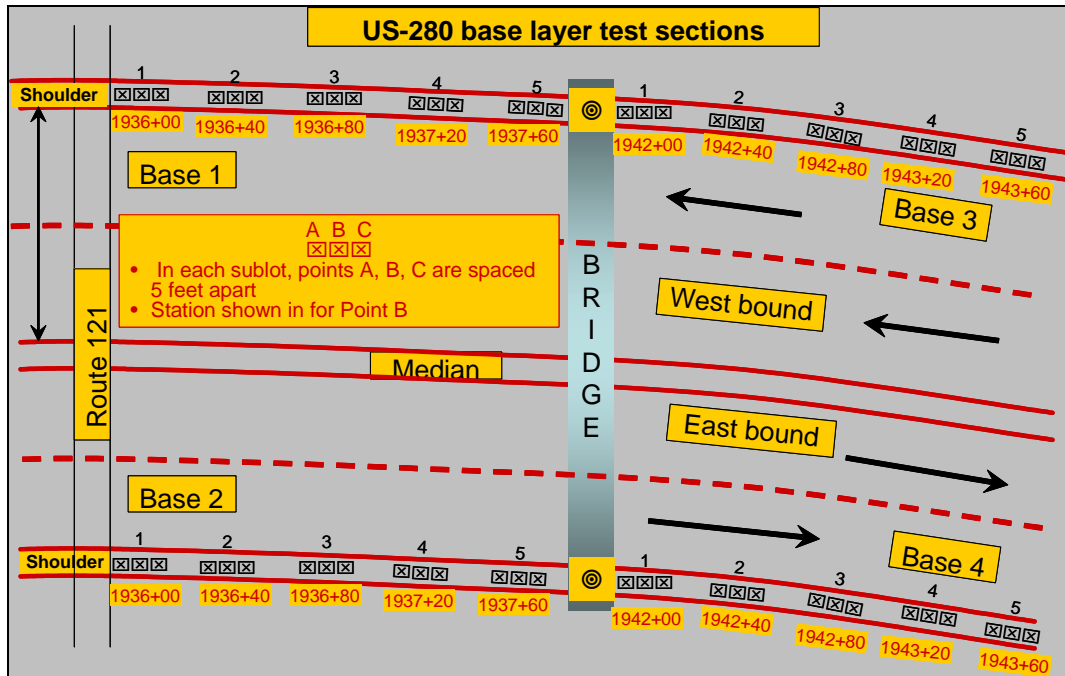 US-280 base layer test sections
Shoulder
1 2 3 4 5 1 2 3 4 5
1936+00 1936+40 1936+80 1937+20 1937+60 1942+00 1942+40 1942+80 1943+20 1943+60
Base 1
Base 3
A B C
• In each sublot, points A, B, C are spaced
5 feet apart
• Station shown in for Point B
BRIDGE
West bound
Route 121
Median
East bound
Base 2
Base 4
Shoulder
1 2 3 4 5 1 2 3 4 5
1936+00 1936+40 1936+80 1937+20 1937+60 1942+00 1942+40 1942+80 1943+20 1943+60